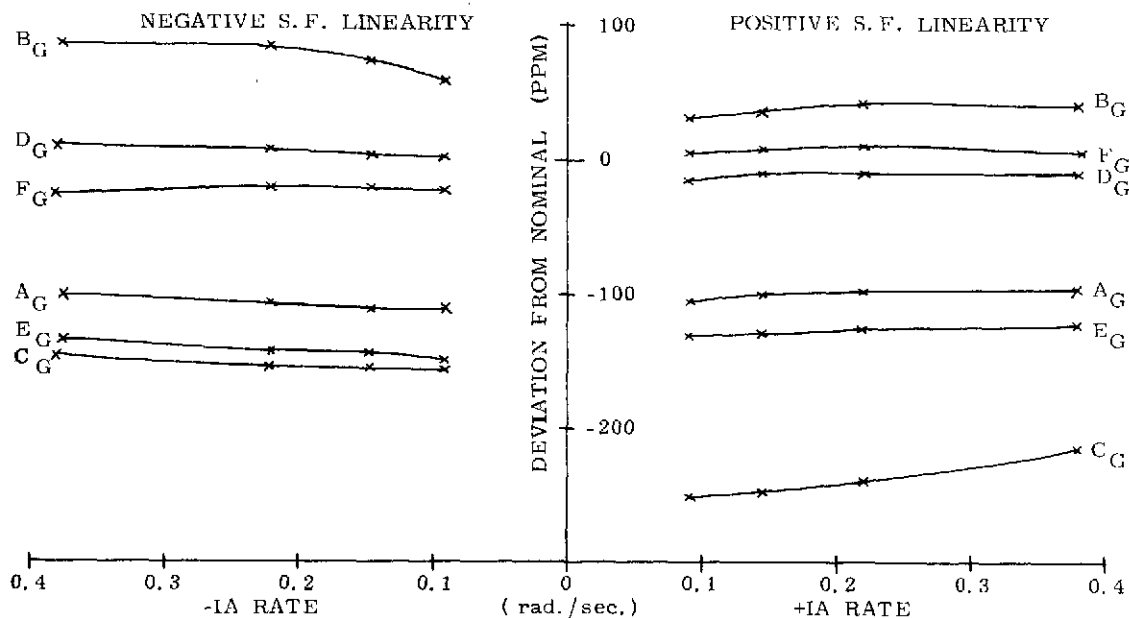 NEGATIVE S. F. LINEARITY
POSITIVE S. F. LINEARITY
DEVIATION FROM NOMINAL (PPM)
100
0
-100
-200
B_G
D_G
F_G
A_G
E_G
C_G
B_G
F_G
D_G
A_G
E_G
C_G
0.4 0.3 0.2 0.1 0 0.1 0.2 0.3 0.4
-IA RATE (rad./sec.) +IA RATE